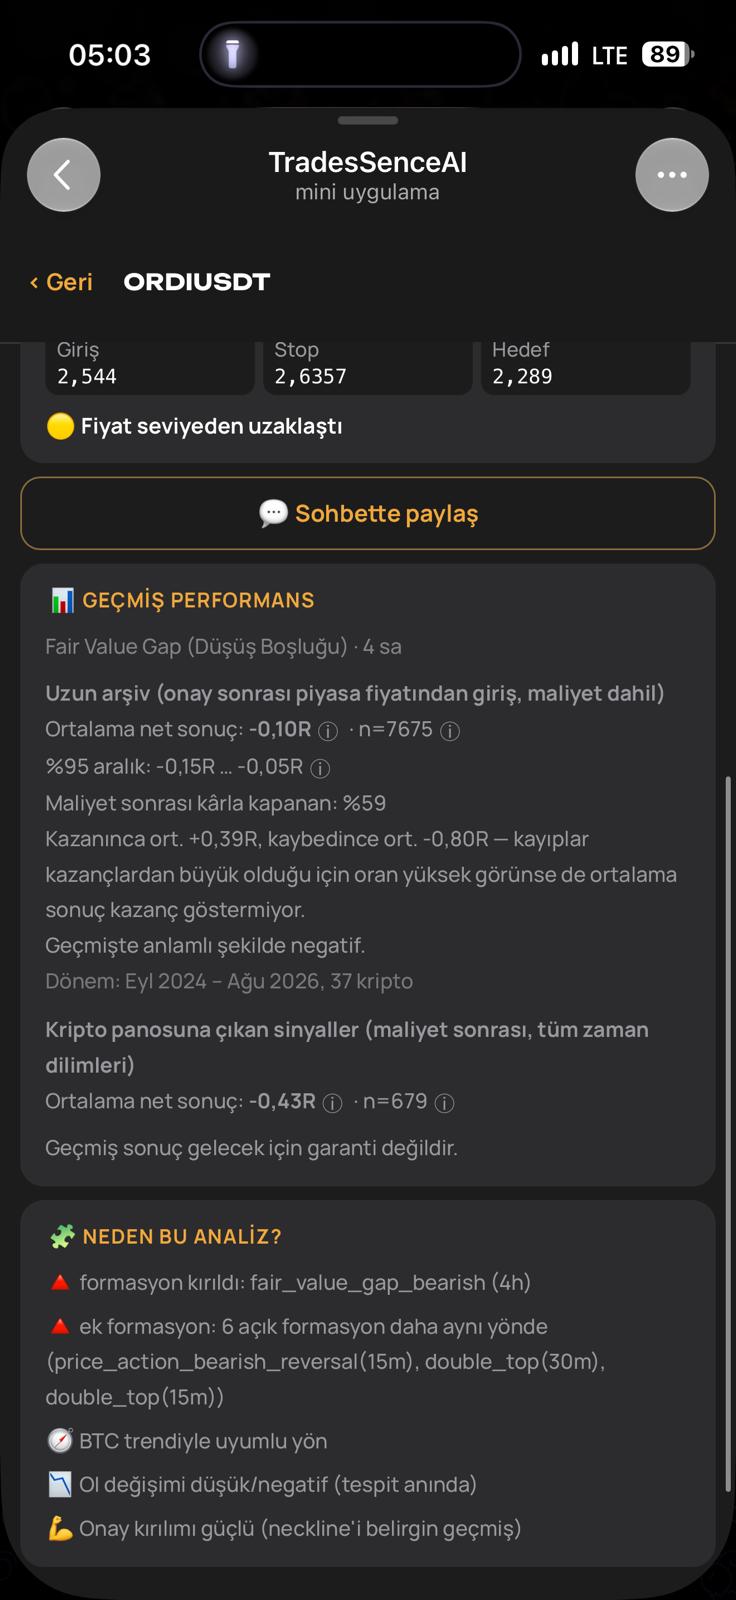 05:03
LTE
89
TradesSenceAI
mini uygulama
‹ Geri
ORDIUSDT
Giriş
2,544
Stop
2,6357
Hedef
2,289
🟡 Fiyat seviyeden uzaklaştı
💬 Sohbette paylaş
📊 GEÇMİŞ PERFORMANS
Fair Value Gap (Düşüş Boşluğu) · 4 sa
Uzun arşiv (onay sonrası piyasa fiyatından giriş, maliyet dahil)
Ortalama net sonuç: -0,10R ⓘ · n=7675 ⓘ
%95 aralık: -0,15R … -0,05R ⓘ
Maliyet sonrası kârla kapanan: %59
Kazanınca ort. +0,39R, kaybedince ort. -0,80R — kayıplar
kazançlardan büyük olduğu için oran yüksek görünse de ortalama
sonuç kazanç göstermiyor.
Geçmişte anlamlı şekilde negatif.
Dönem: Eyl 2024 – Ağu 2026, 37 kripto
Kripto panosuna çıkan sinyaller (maliyet sonrası, tüm zaman
dilimleri)
Ortalama net sonuç: -0,43R ⓘ · n=679 ⓘ
Geçmiş sonuç gelecek için garanti değildir.
🧩 NEDEN BU ANALİZ?
🔺 formasyon kırıldı: fair_value_gap_bearish (4h)
🔺 ek formasyon: 6 açık formasyon daha aynı yönde
(price_action_bearish_reversal(15m), double_top(30m),
double_top(15m))
🧭 BTC trendiyle uyumlu yön
📉 OI değişimi düşük/negatif (tespit anında)
💪 Onay kırılımı güçlü (neckline'i belirgin geçmiş)